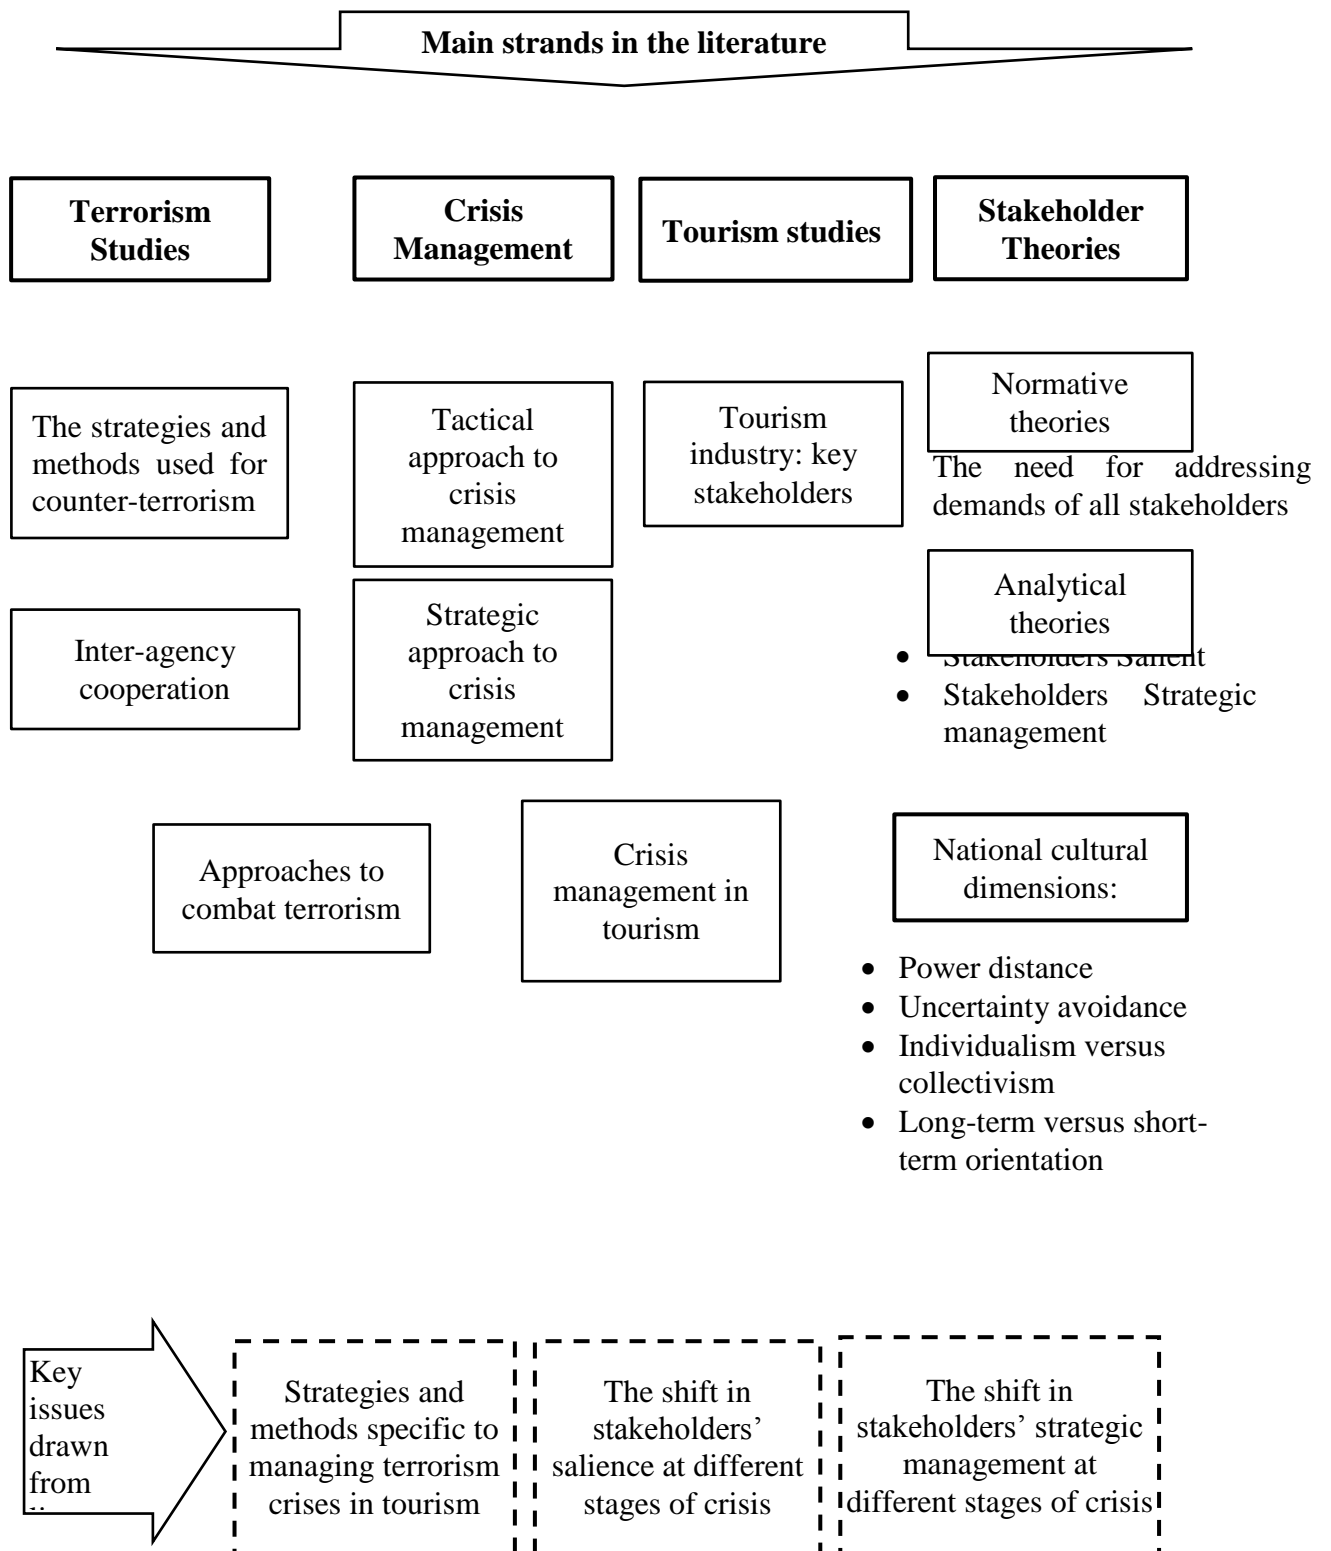 Main strands in the literature
Terrorism
Studies
Crisis
Management
Tourism studies
Stakeholder
Theories
The strategies and
methods used for
counter-terrorism
Tactical
approach to
crisis
management
Tourism
industry: key
stakeholders
Normative
theories
The need for addressing
demands of all stakeholders
Inter-agency
cooperation
Strategic
approach to
crisis
management
Analytical
theories
• Stakeholders Salient
• Stakeholders Strategic
management
Approaches to
combat terrorism
Crisis
management in
tourism
National cultural
dimensions:
• Power distance
• Uncertainty avoidance
• Individualism versus
collectivism
• Long-term versus short-
term orientation
Key
issues
drawn
from
Strategies and
methods specific to
managing terrorism
crises in tourism
The shift in
stakeholders’
salience at different
stages of crisis
The shift in
stakeholders’ strategic
management at
different stages of crisis